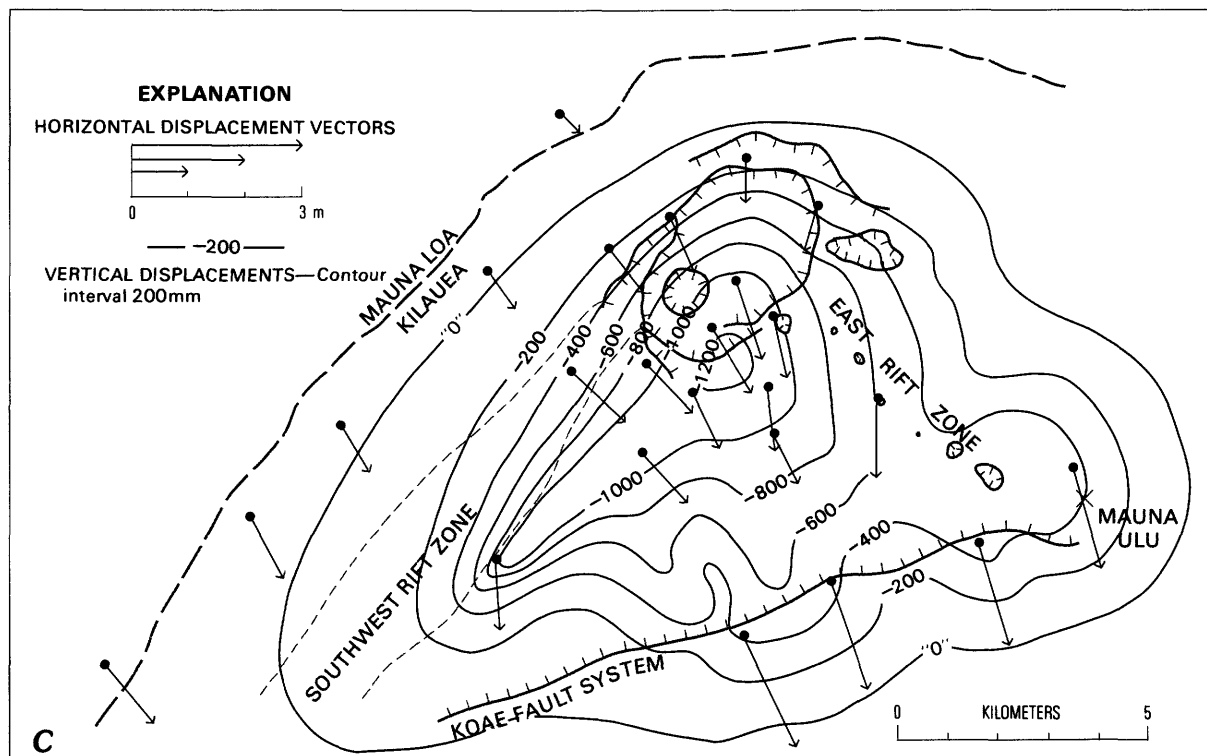 EXPLANATION
HORIZONTAL DISPLACEMENT VECTORS
0 3 m
-200
VERTICAL DISPLACEMENTS—Contour
interval 200mm
MAUNA LOA
KILAUEA
"0"
-200
-400
-600
-800
-1000
-1200
EAST RIFT ZONE
-1000
-800
-600
-400
-200
"0"
MAUNA
ULU
SOUTHWEST RIFT ZONE
KOAE FAULT SYSTEM
0 KILOMETERS 5
C